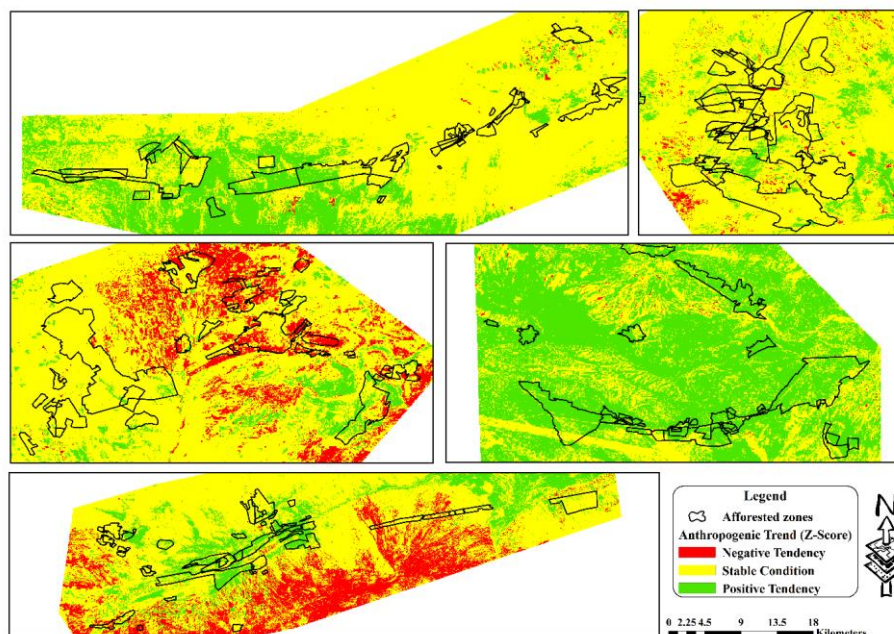 Legend
Afforested zones
Anthropogenic Trend (Z-Score)
Negative Tendency
Stable Condition
Positive Tendency
N
0 2.25 4.5 9 13.5 18
Kilometers